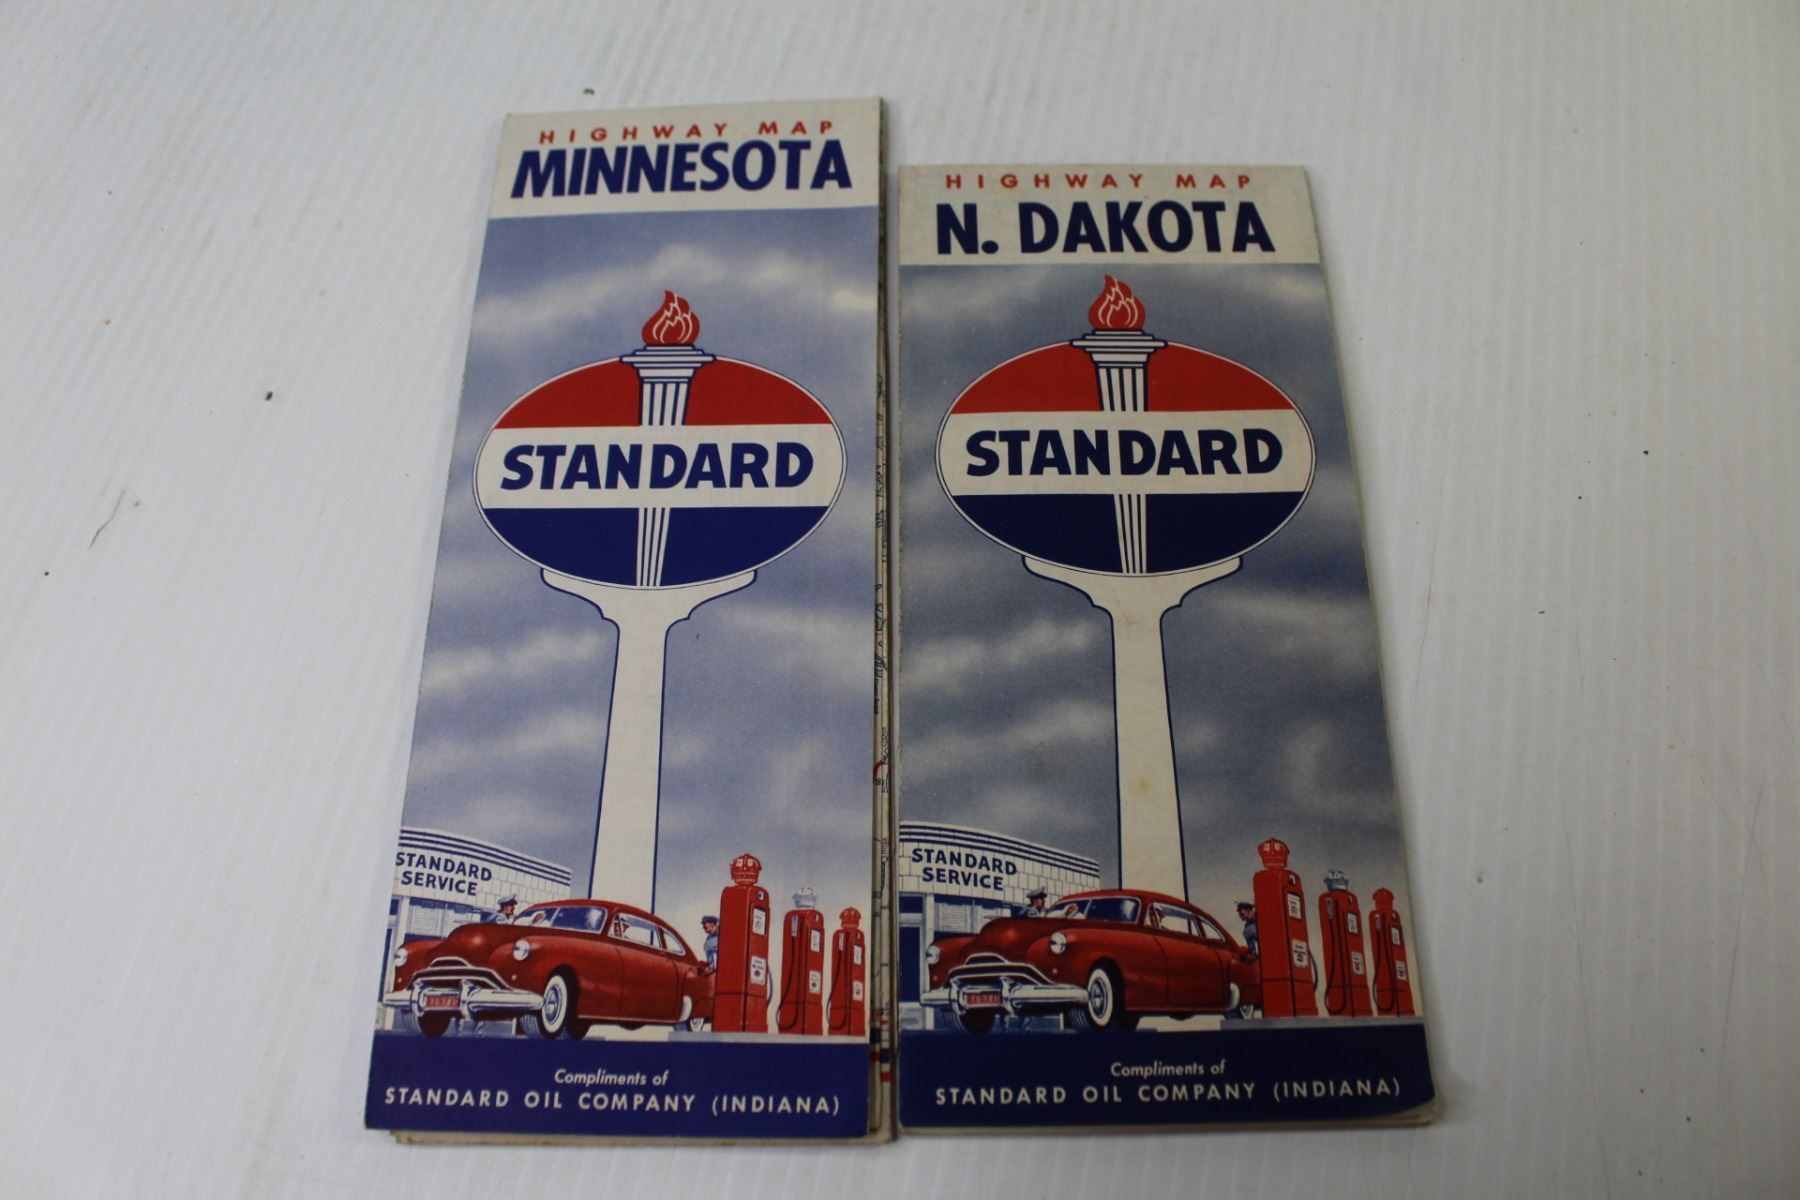 HIGHWAY MAP
MINNESOTA
STANDARD
STANDARD
SERVICE
Compliments of
STANDARD OIL COMPANY (INDIANA)
HIGHWAY MAP
N. DAKOTA
STANDARD
STANDARD
SERVICE
Compliments of
STANDARD OIL COMPANY (INDIANA)